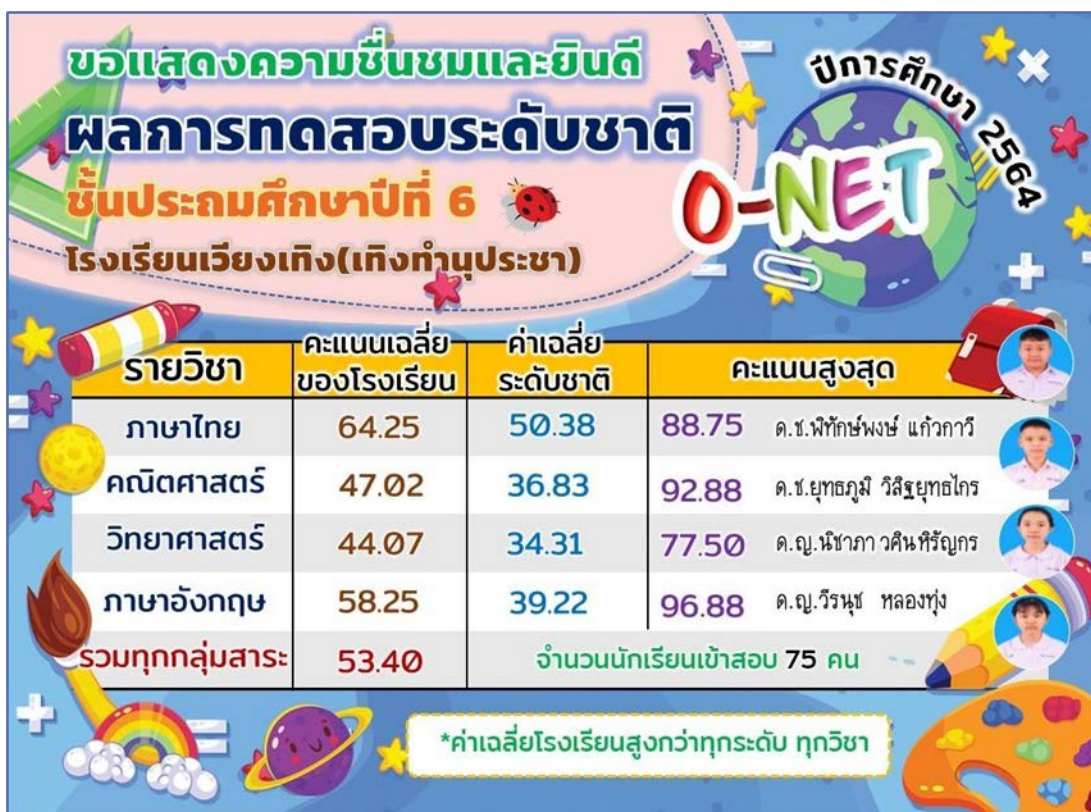 ขอแสดงความชื่นชมและยินดี
ผลการทดสอบระดับชาติ
ชั้นประถมศึกษาปีที่ 6
โรงเรียนเวียงเทิง(เทิงทำนุประชา)
ปีการศึกษา 2564
O-NET
รายวิชา คะแนนเฉลี่ยของโรงเรียน ค่าเฉลี่ยระดับชาติ คะแนนสูงสุด
ภาษาไทย 64.25 50.38 88.75 ด.ช.พิทักษ์พงษ์ แก้วกาวี
คณิตศาสตร์ 47.02 36.83 92.88 ด.ช.ยุทธภูมิ วิสิฐยุทธไกร
วิทยาศาสตร์ 44.07 34.31 77.50 ด.ญ.นิชาภา วศินหิรัญกร
ภาษาอังกฤษ 58.25 39.22 96.88 ด.ญ.วีรนุช หลองทุ่ง
รวมทุกกลุ่มสาระ 53.40 จำนวนนักเรียนเข้าสอบ 75 คน
*ค่าเฉลี่ยโรงเรียนสูงกว่าทุกระดับ ทุกวิชา